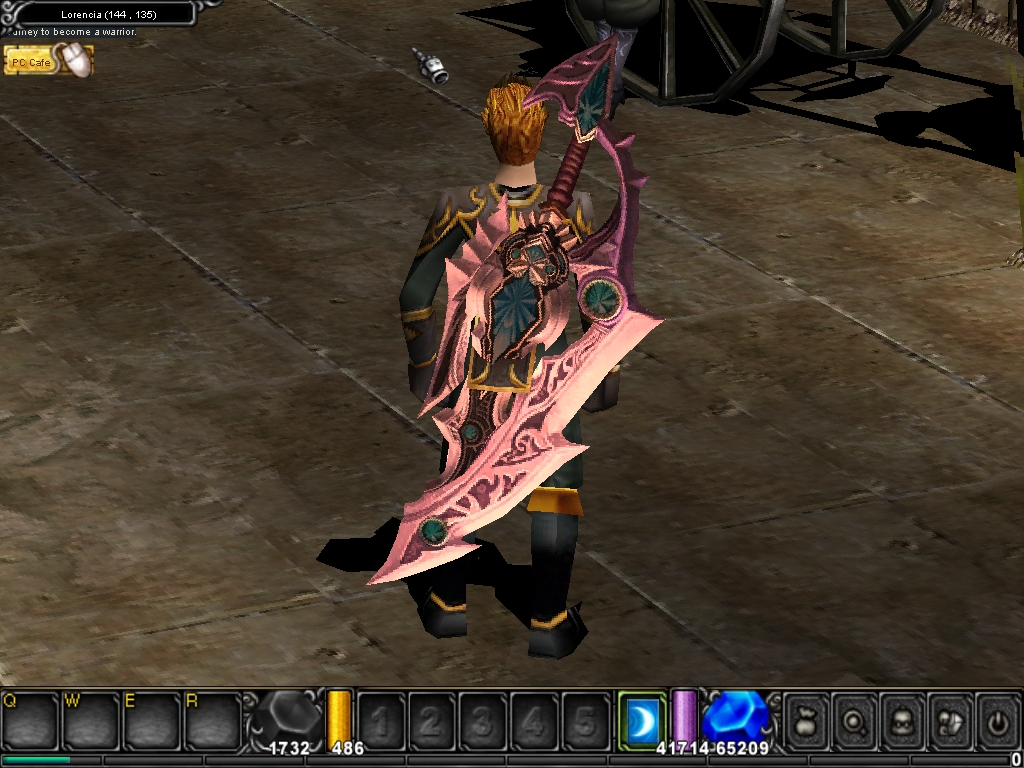 Lorencia (144 , 135)
urney to become a warrior.
PC Cafe
Q W E R
1 2 3 4 5
1732 486 41714 65209
0